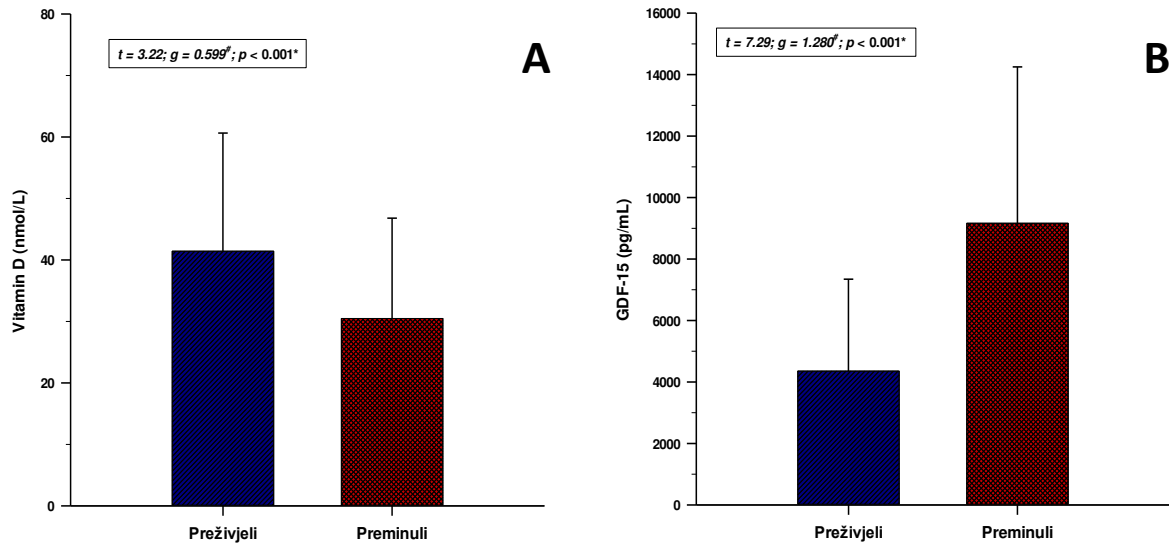 80
60
40
20
0
Vitamin D (nmol/L)
t = 3.22; g = 0.599#; p < 0.001*
A
Preživjeli
Preminuli
16000
14000
12000
10000
8000
6000
4000
2000
0
GDF-15 (pg/mL)
t = 7.29; g = 1.280#; p < 0.001*
B
Preživjeli
Preminuli